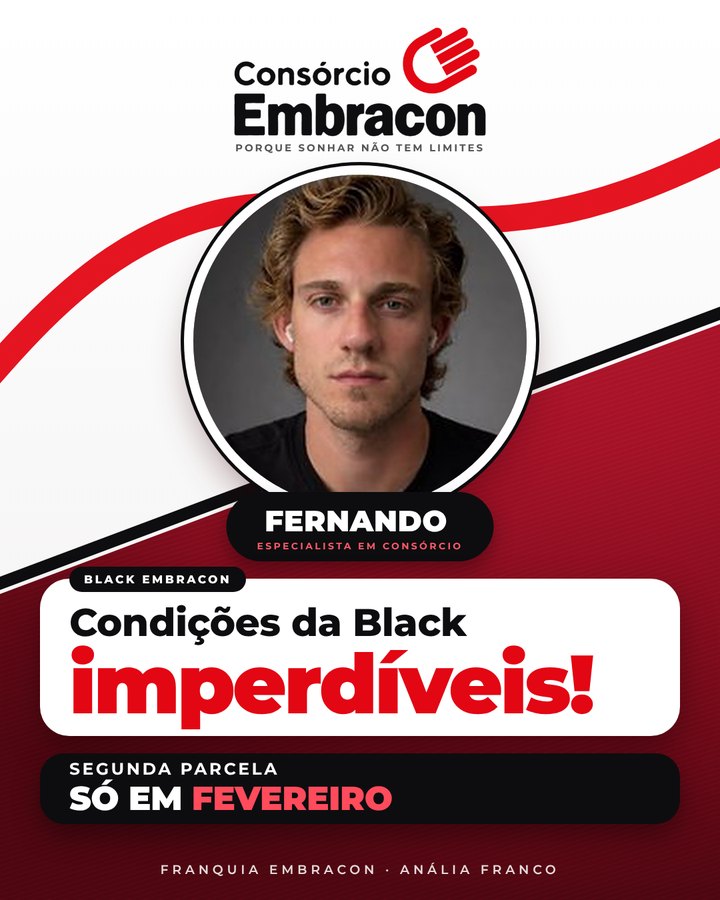 Consórcio
Embracon
PORQUE SONHAR NÃO TEM LIMITES
FERNANDO
ESPECIALISTA EM CONSÓRCIO
BLACK EMBRACON
Condições da Black
imperdíveis!
SEGUNDA PARCELA
SÓ EM FEVEREIRO
FRANQUIA EMBRACON · ANÁLIA FRANCO